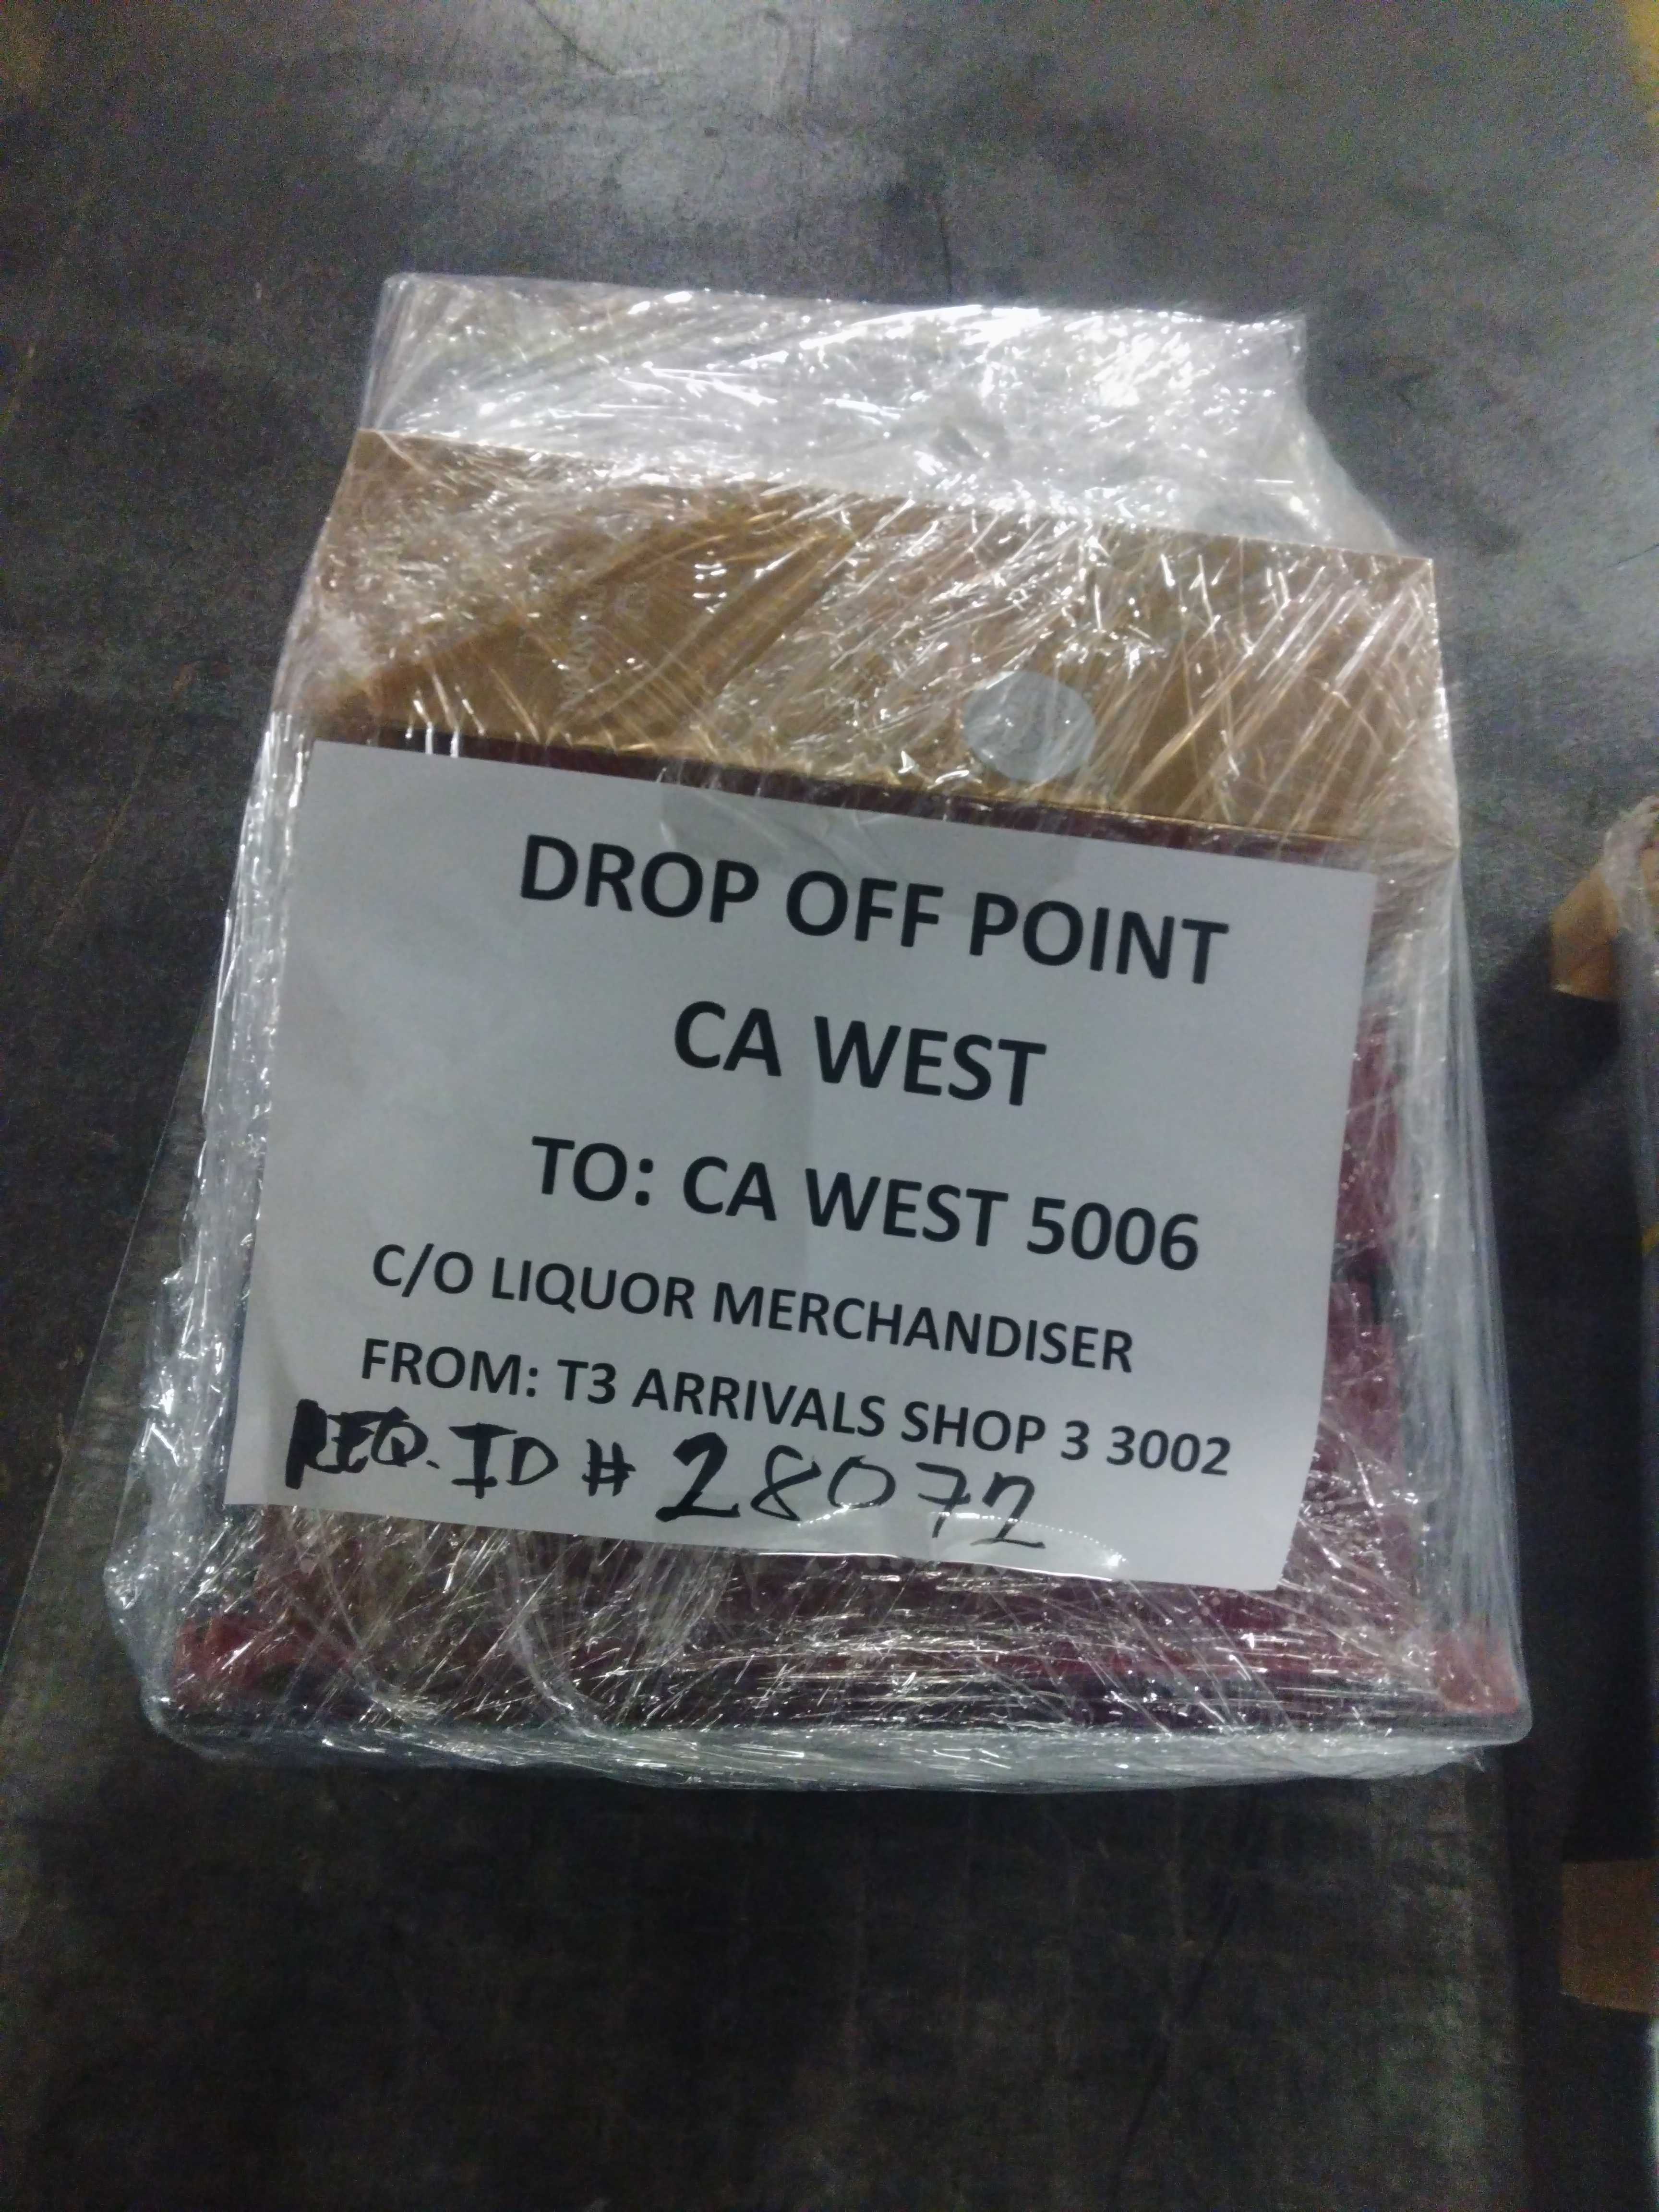 DROP OFF POINT
CA WEST
TO: CA WEST 5006
C/O LIQUOR MERCHANDISER
FROM: T3 ARRIVALS SHOP 3 3002
REQ. ID # 28072